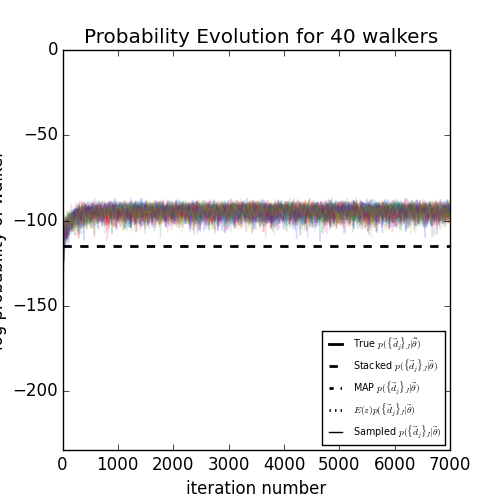 Probability Evolution for 40 walkers
0
−50
−100
−150
−200
log probability of walker
0 1000 2000 3000 4000 5000 6000 7000
iteration number
True p({d⃗_j}_J|θ̃)
Stacked p({d⃗_j}_J|θ⃗)
MAP p({d⃗_j}_J|θ⃗)
E(z)p({d⃗_j}_J|θ⃗)
Sampled p({d⃗_j}_J|θ⃗)